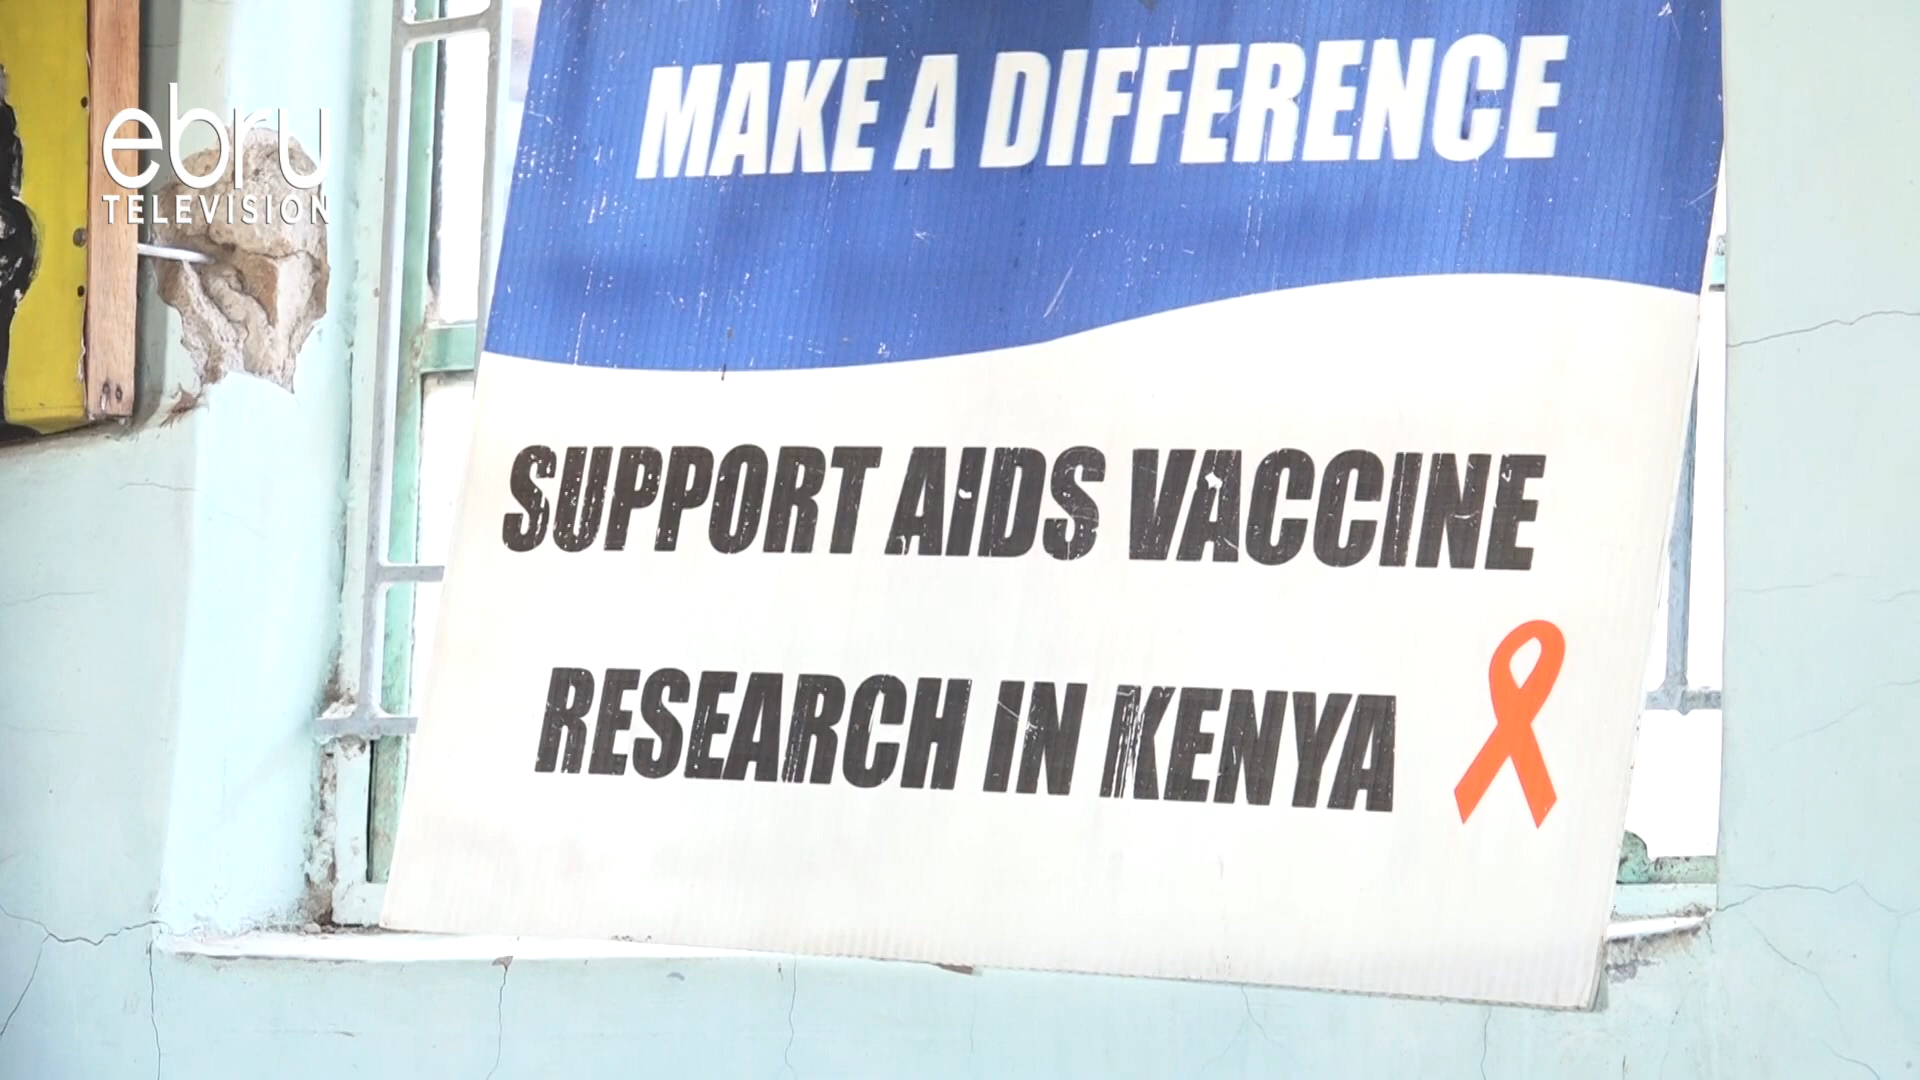 ebru
TELEVISION
MAKE A DIFFERENCE
SUPPORT AIDS VACCINE
RESEARCH IN KENYA